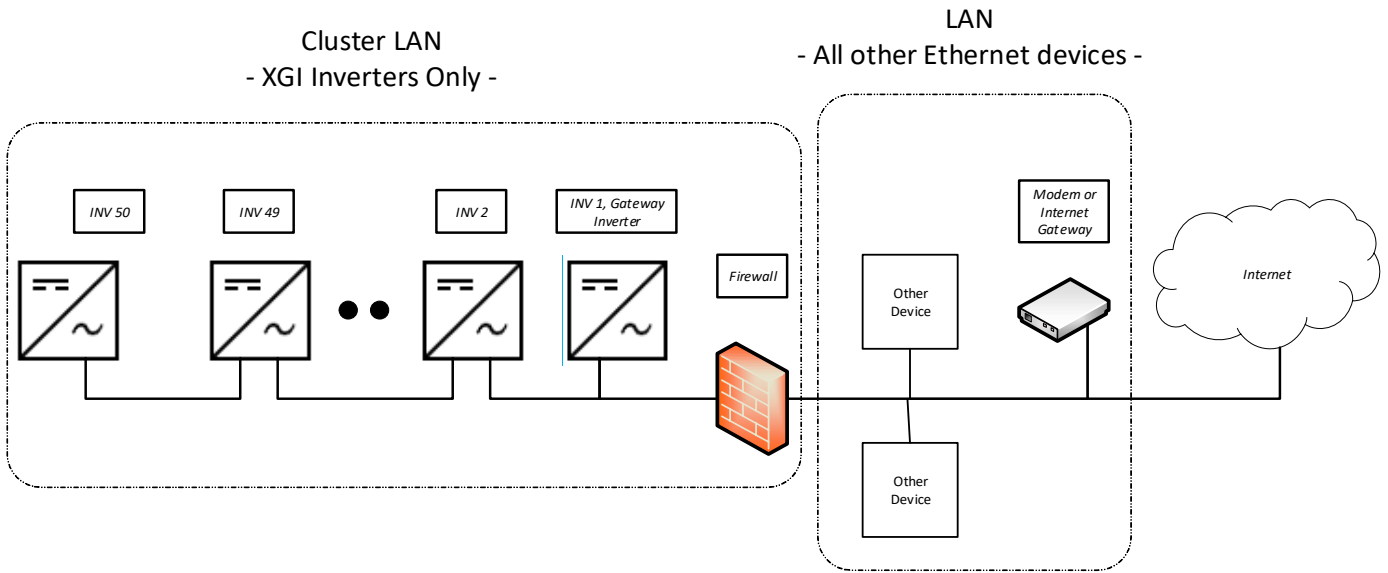 Cluster LAN
- XGI Inverters Only -
LAN
- All other Ethernet devices -
INV 50
INV 49
INV 2
INV 1, Gateway
Inverter
Firewall
Other
Device
Modem or
Internet
Gateway
Internet
Other
Device